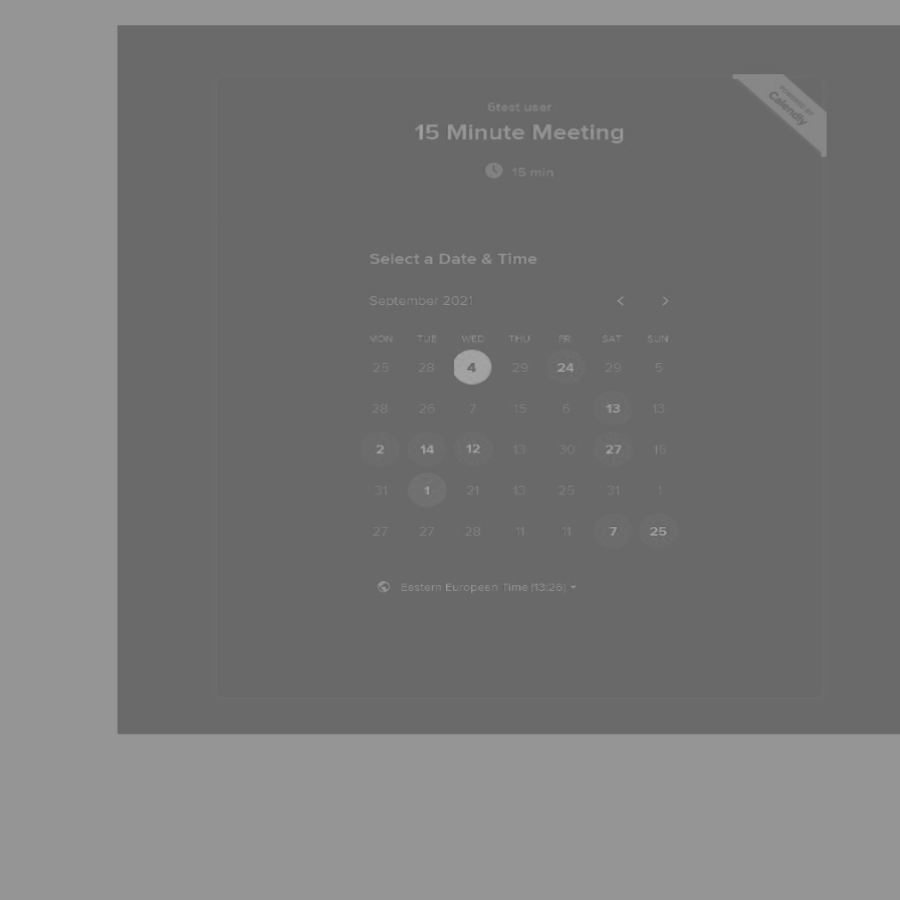 6test user
15 Minute Meeting
15 min
POWERED BY
Calendly
Select a Date & Time
September 2021
MON TUE WED THU FRI SAT SUN
25 28 4 29 24 29 5
28 26 7 15 6 13 13
2 14 12 13 30 27 15
31 1 21 13 25 31 1
27 27 28 11 11 7 25
Eastern European Time (13:26)